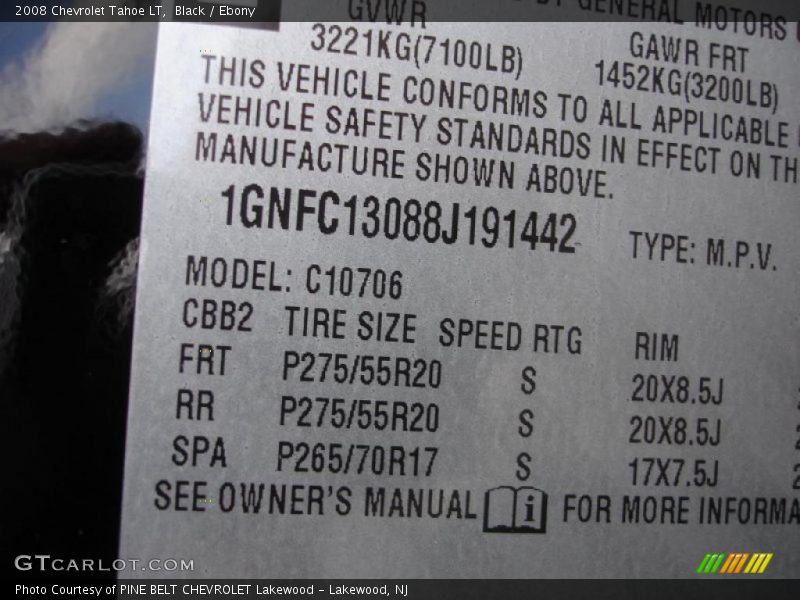 2008 Chevrolet Tahoe LT, Black / Ebony
GVWR GENERAL MOTORS
3221KG(7100LB) GAWR FRT
1452KG(3200LB)
THIS VEHICLE CONFORMS TO ALL APPLICABLE
VEHICLE SAFETY STANDARDS IN EFFECT ON
MANUFACTURE SHOWN ABOVE.
1GNFC13088J191442 TYPE: M.P.V.
MODEL: C10706
CBB2 TIRE SIZE SPEED RTG RIM
FRT P275/55R20 S 20X8.5J
RR P275/55R20 S 20X8.5J
SPA P265/70R17 S 17X7.5J
SEE OWNER'S MANUAL i FOR MORE INFORMA
GTCARLOT.COM
Photo Courtesy of PINE BELT CHEVROLET Lakewood - Lakewood, NJ